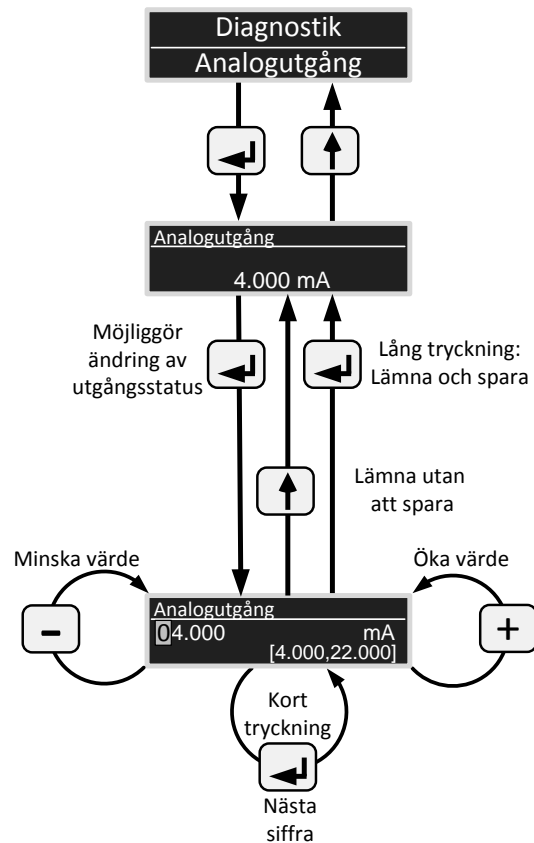 Diagnostik
Analogutgång
Analogutgång
4.000 mA
Möjliggör
ändring av
utgångsstatus
Lång tryckning:
Lämna och spara
Lämna utan
att spara
Minska värde
Öka värde
-
Analogutgång
04.000 mA
[4.000,22.000]
+
Kort
tryckning
Nästa
siffra